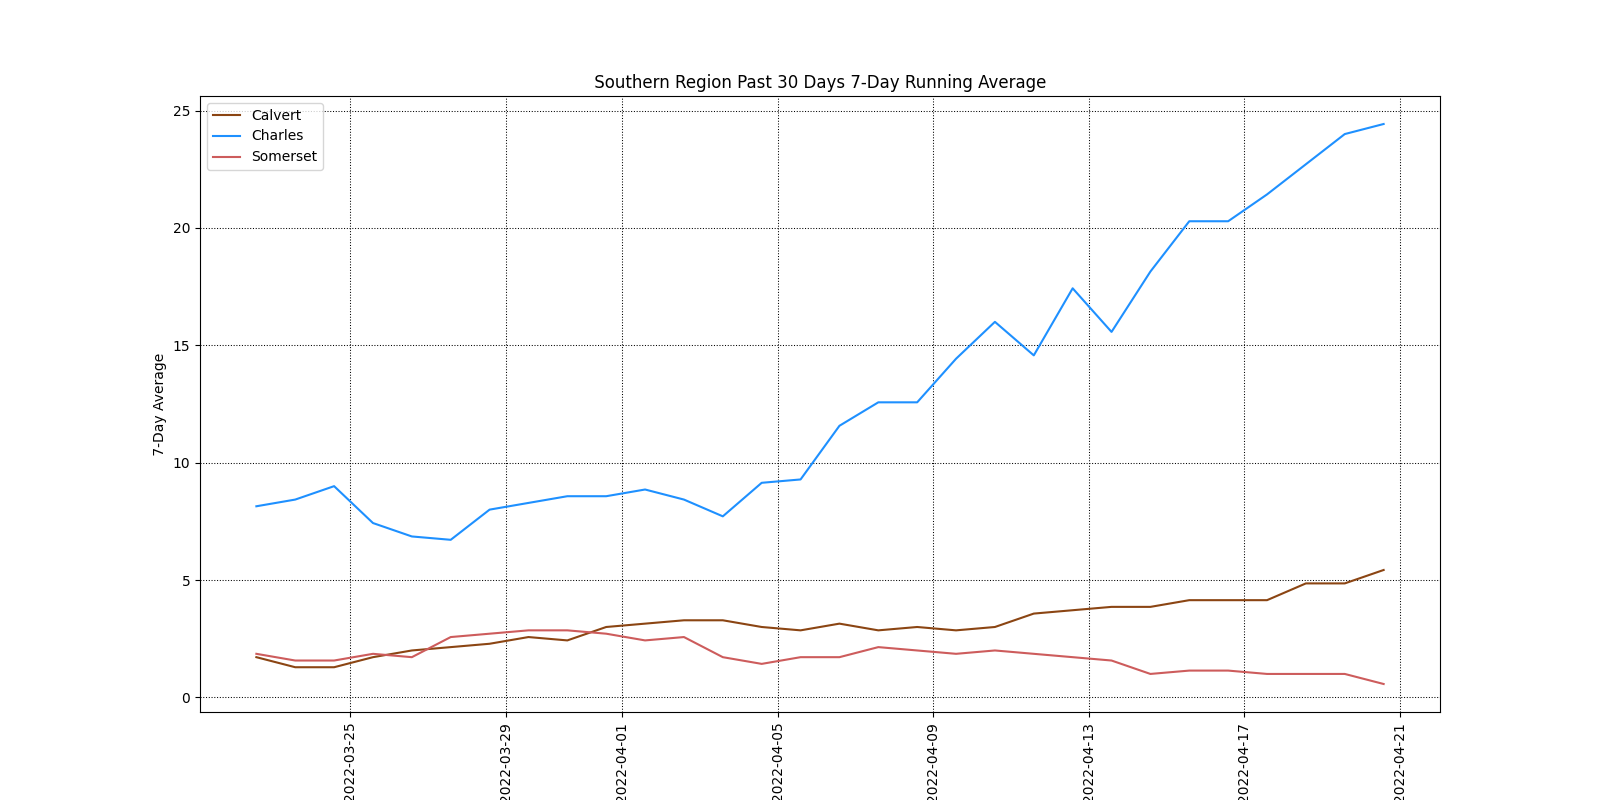 Southern Region Past 30 Days 7-Day Running Average
Calvert
Charles
Somerset
7-Day Average
25
20
15
10
5
0
2022-03-25
2022-03-29
2022-04-01
2022-04-05
2022-04-09
2022-04-13
2022-04-17
2022-04-21